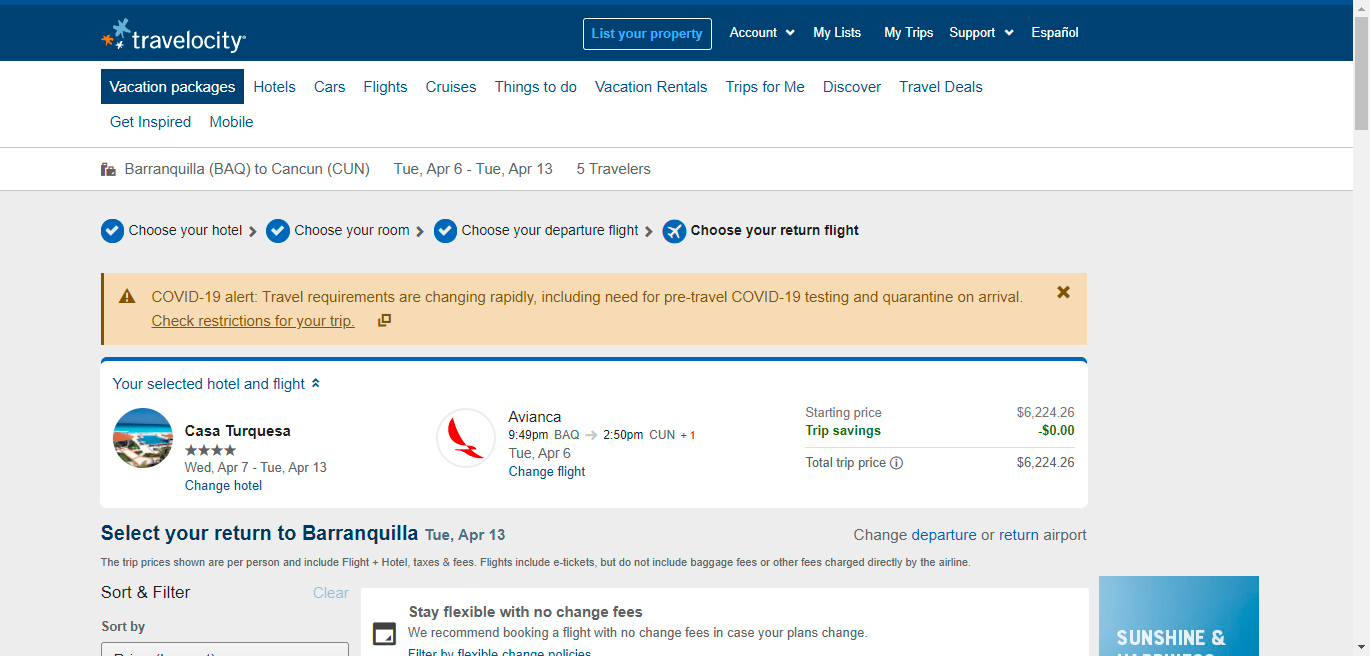 travelocity
List your property
Account
My Lists
My Trips
Support
Español
Vacation packages
Hotels
Cars
Flights
Cruises
Things to do
Vacation Rentals
Trips for Me
Discover
Travel Deals
Get Inspired
Mobile
Barranquilla (BAQ) to Cancun (CUN)
Tue, Apr 6 - Tue, Apr 13
5 Travelers
Choose your hotel
Choose your room
Choose your departure flight
Choose your return flight
COVID-19 alert: Travel requirements are changing rapidly, including need for pre-travel COVID-19 testing and quarantine on arrival.
Check restrictions for your trip.
Your selected hotel and flight
Casa Turquesa
Wed, Apr 7 - Tue, Apr 13
Change hotel
Avianca
9:49pm BAQ → 2:50pm CUN + 1
Tue, Apr 6
Change flight
Starting price $6,224.26
Trip savings -$0.00
Total trip price $6,224.26
Select your return to Barranquilla Tue, Apr 13
Change departure or return airport
The trip prices shown are per person and include Flight + Hotel, taxes & fees. Flights include e-tickets, but do not include baggage fees or other fees charged directly by the airline.
Sort & Filter
Clear
Sort by
Stay flexible with no change fees
We recommend booking a flight with no change fees in case your plans change.
Filter by flexible change policies
SUNSHINE &